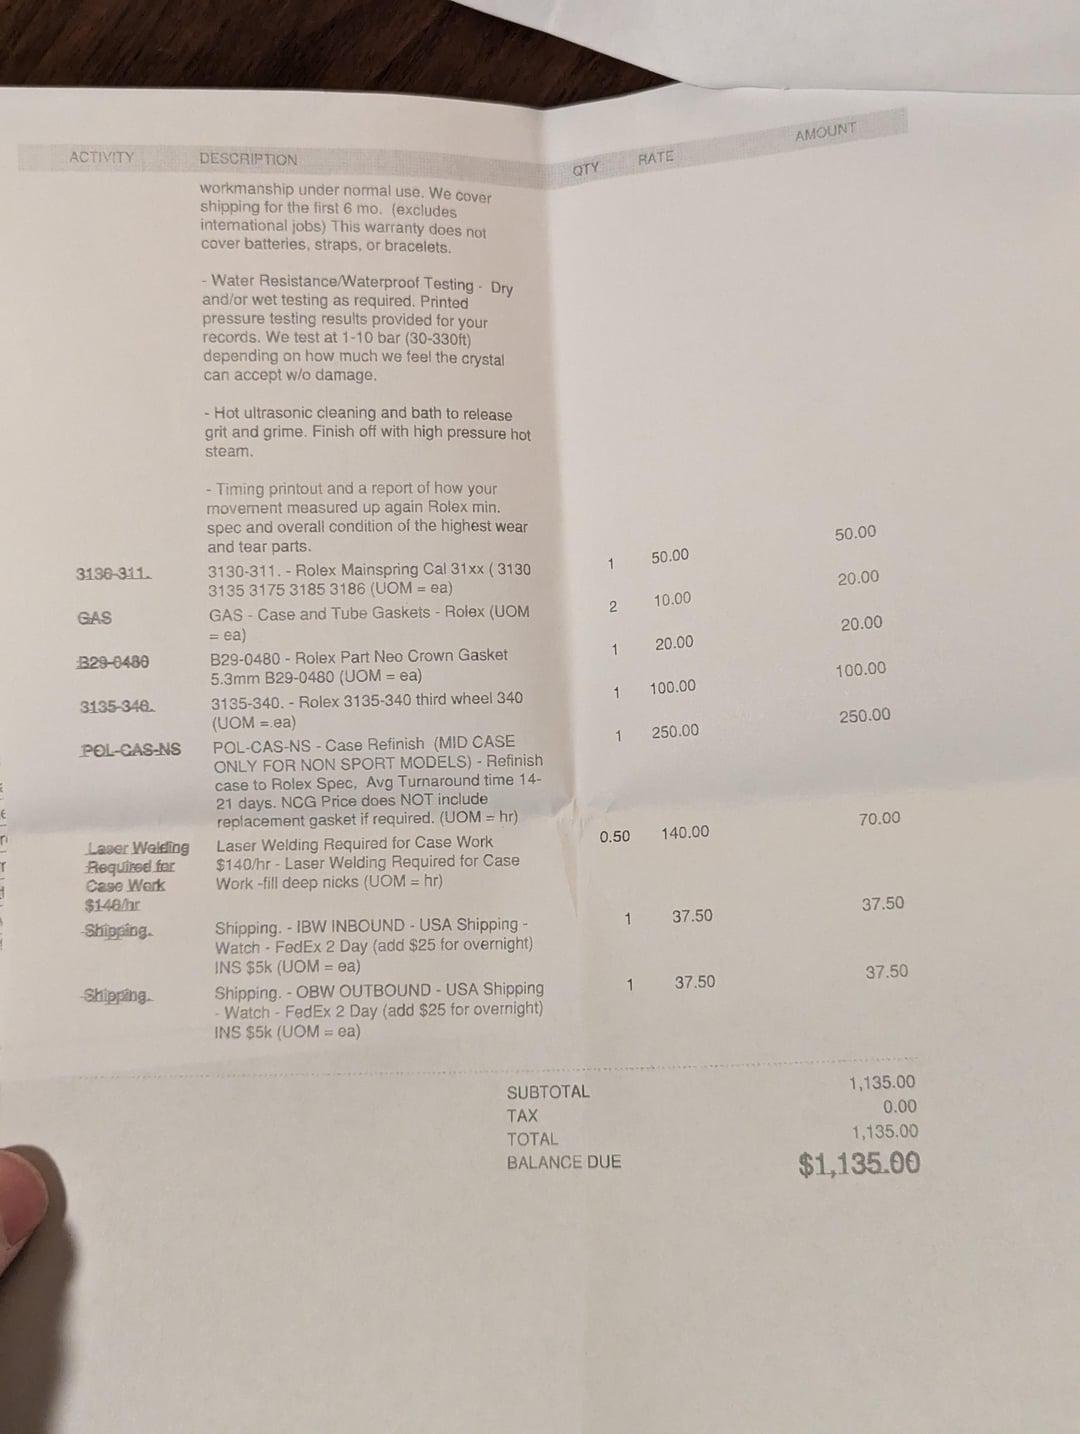 ACTIVITY DESCRIPTION QTY RATE AMOUNT
workmanship under normal use. We cover
shipping for the first 6 mo. (excludes
international jobs) This warranty does not
cover batteries, straps, or bracelets.
- Water Resistance/Waterproof Testing - Dry
and/or wet testing as required. Printed
pressure testing results provided for your
records. We test at 1-10 bar (30-330ft)
depending on how much we feel the crystal
can accept w/o damage.
- Hot ultrasonic cleaning and bath to release
grit and grime. Finish off with high pressure hot
steam.
- Timing printout and a report of how your
movement measured up again Rolex min.
spec and overall condition of the highest wear
and tear parts.
3130-311. 3130-311. - Rolex Mainspring Cal 31xx ( 3130 1 50.00 50.00
3135 3175 3185 3186 (UOM = ea)
GAS GAS - Case and Tube Gaskets - Rolex (UOM 2 10.00 20.00
= ea)
B29-0480 B29-0480 - Rolex Part Neo Crown Gasket 1 20.00 20.00
5.3mm B29-0480 (UOM = ea)
3135-340. 3135-340. - Rolex 3135-340 third wheel 340 1 100.00 100.00
(UOM = ea)
POL-CAS-NS POL-CAS-NS - Case Refinish (MID CASE 1 250.00 250.00
ONLY FOR NON SPORT MODELS) - Refinish
case to Rolex Spec, Avg Turnaround time 14-
21 days. NCG Price does NOT include
replacement gasket if required. (UOM = hr)
Laser Welding Laser Welding Required for Case Work 0.50 140.00 70.00
Required for $140/hr - Laser Welding Required for Case
Case Work Work -fill deep nicks (UOM = hr)
$140/hr
Shipping. Shipping. - IBW INBOUND - USA Shipping - 1 37.50 37.50
Watch - FedEx 2 Day (add $25 for overnight)
INS $5k (UOM = ea)
Shipping. Shipping. - OBW OUTBOUND - USA Shipping 1 37.50 37.50
- Watch - FedEx 2 Day (add $25 for overnight)
INS $5k (UOM = ea)
SUBTOTAL 1,135.00
TAX 0.00
TOTAL 1,135.00
BALANCE DUE $1,135.00